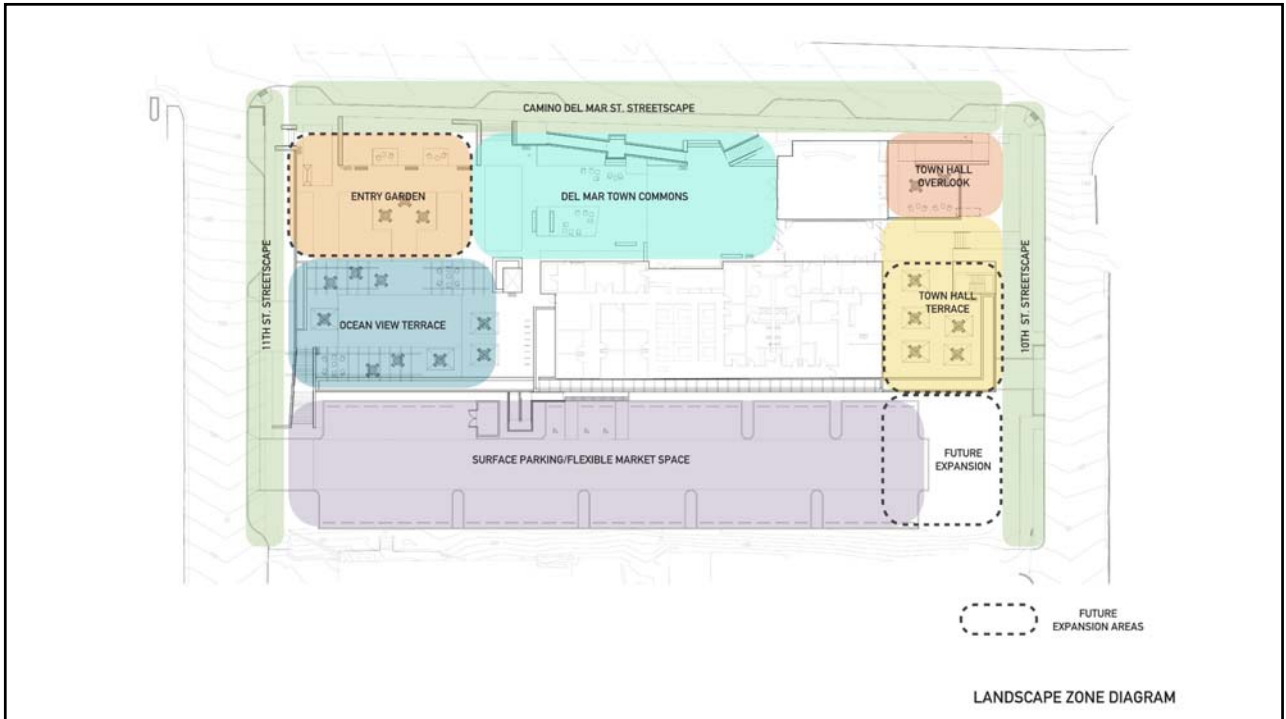 CAMINO DEL MAR ST. STREETSCAPE
ENTRY GARDEN
DEL MAR TOWN COMMONS
TOWN HALL
OVERLOOK
11TH ST. STREETSCAPE
OCEAN VIEW TERRACE
TOWN HALL
TERRACE
10TH ST. STREETSCAPE
SURFACE PARKING/FLEXIBLE MARKET SPACE
FUTURE
EXPANSION
FUTURE
EXPANSION AREAS
LANDSCAPE ZONE DIAGRAM